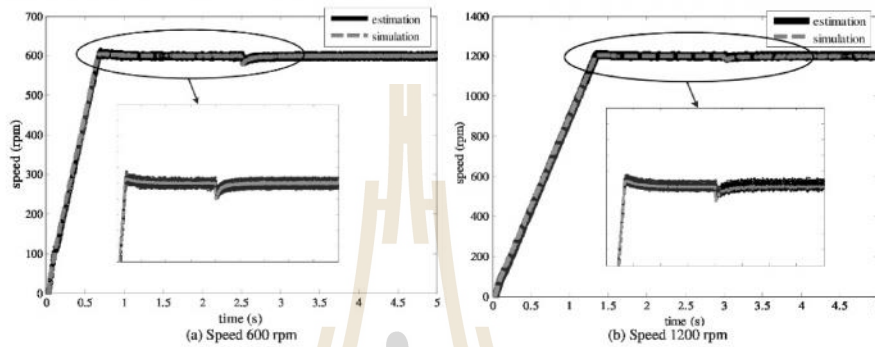 estimation
simulation
700
600
500
400
300
200
100
0
speed (rpm)
0 0.5 1 1.5 2 2.5 3 3.5 4 4.5 5
time (s)
(a) Speed 600 rpm
estimation
simulation
1400
1200
1000
800
600
400
200
0
speed (rpm)
0 0.5 1 1.5 2 2.5 3 3.5 4 4.5
time (s)
(b) Speed 1200 rpm